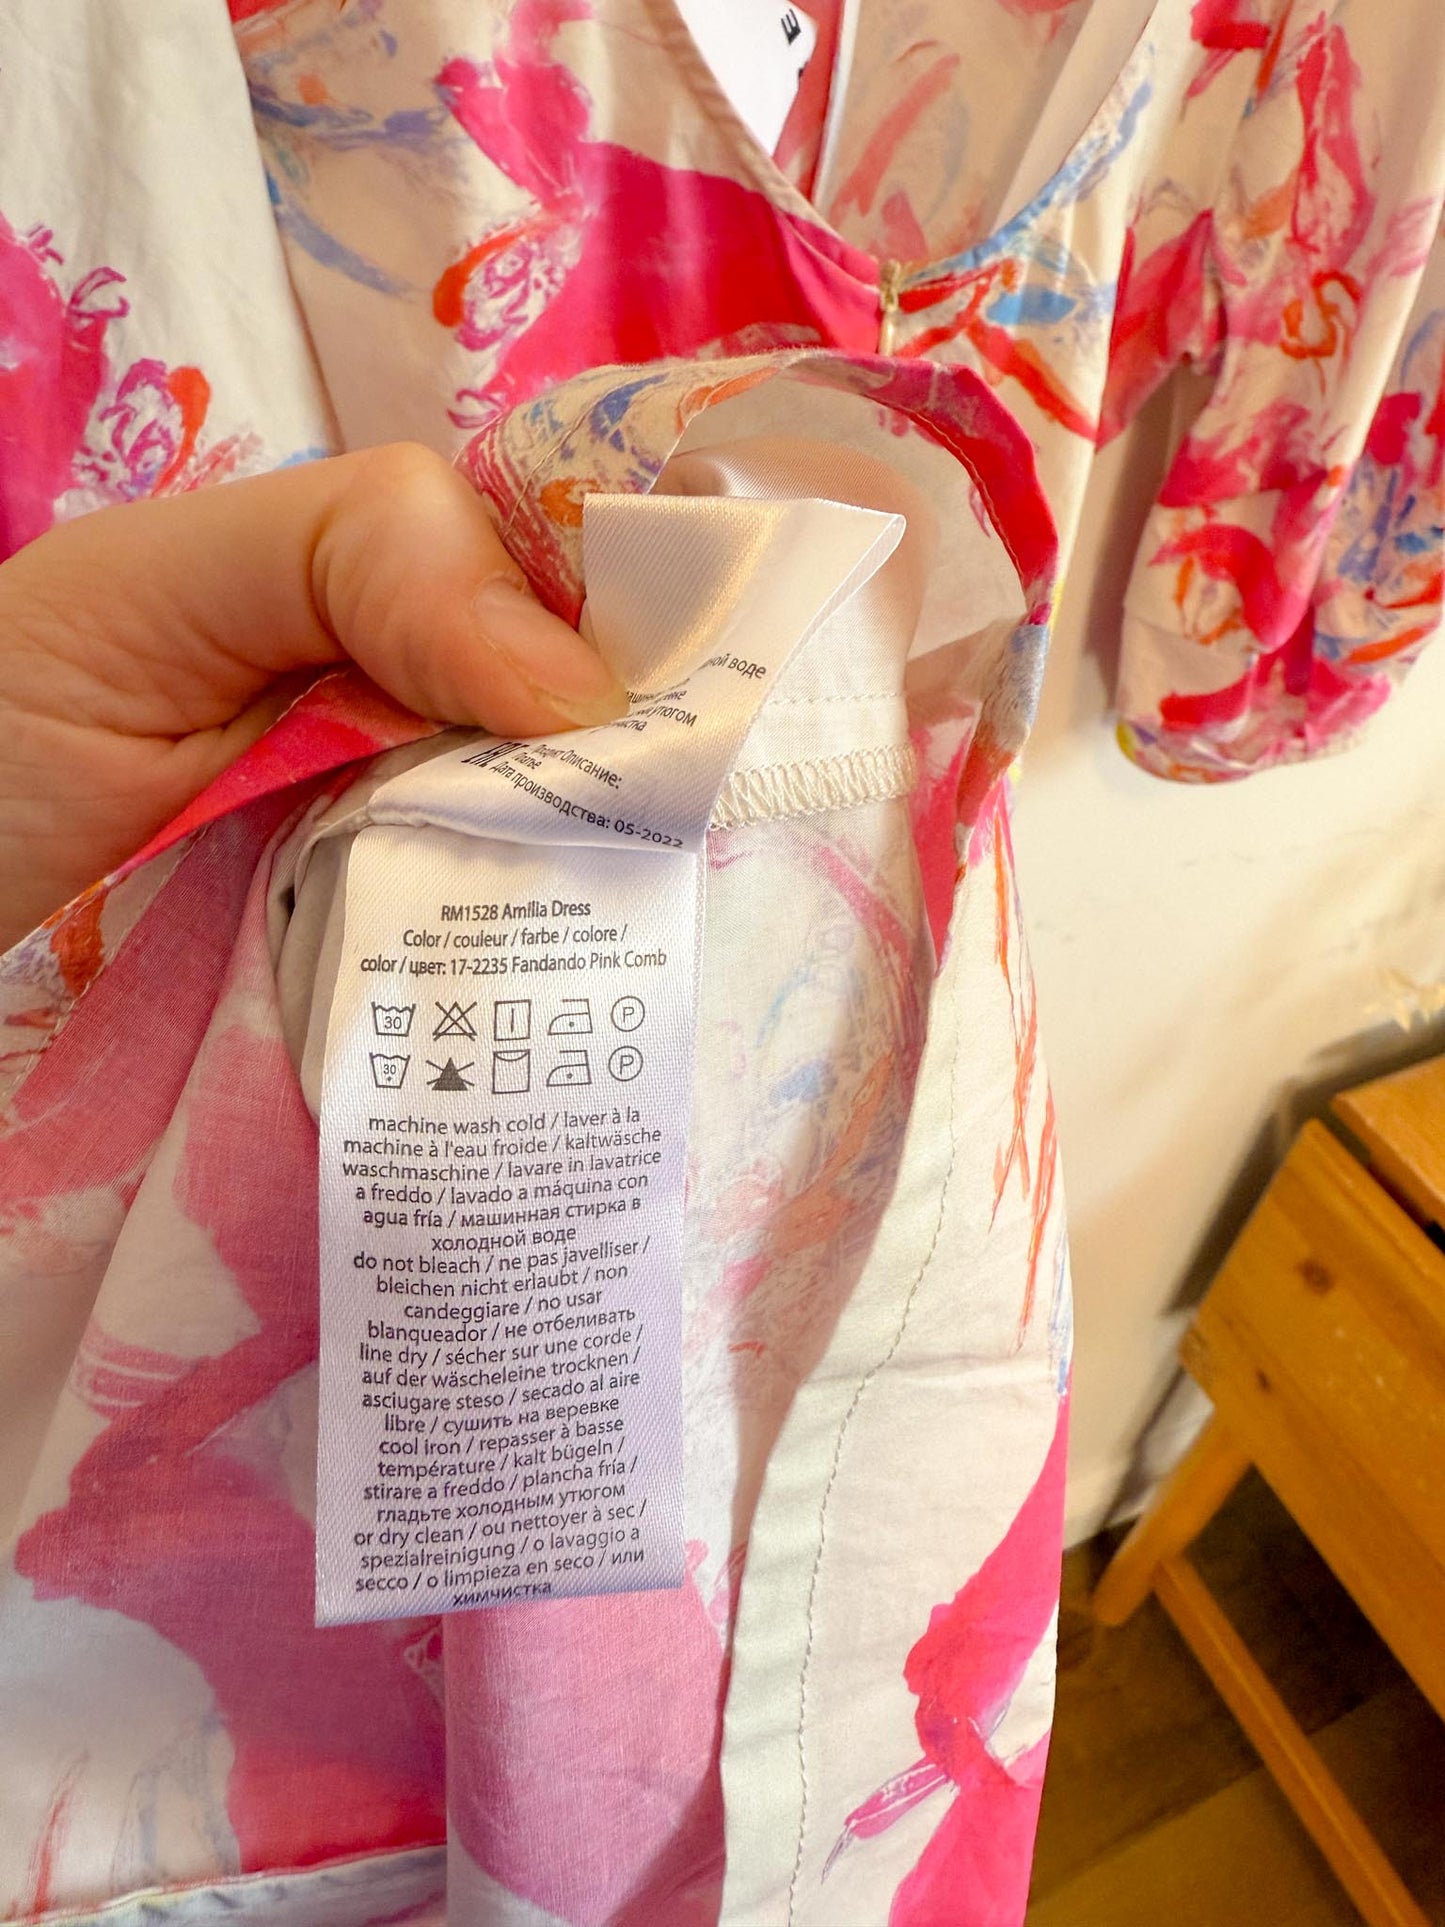 E
ной воде
утюгом
EAC
Продукт Описание:
Платье
Дата производства: 05-2022
RM1528 Amilia Dress
Color / couleur / farbe / colore /
color / цвет: 17-2235 Fandando Pink Comb
30 P
30 P
machine wash cold / laver à la
machine à l'eau froide / kaltwäsche
waschmaschine / lavare in lavatrice
a freddo / lavado a máquina con
agua fría / машинная стирка в
холодной воде
do not bleach / ne pas javelliser /
bleichen nicht erlaubt / non
candeggiare / no usar
blanqueador / не отбеливать
line dry / sécher sur une corde /
auf der wäscheleine trocknen /
asciugare steso / secado al aire
libre / сушить на веревке
cool iron / repasser à basse
température / kalt bügeln /
stirare a freddo / plancha fría /
гладьте холодным утюгом
or dry clean / ou nettoyer à sec /
spezialreinigung / o lavaggio a
secco / o limpieza en seco / или
химчистка